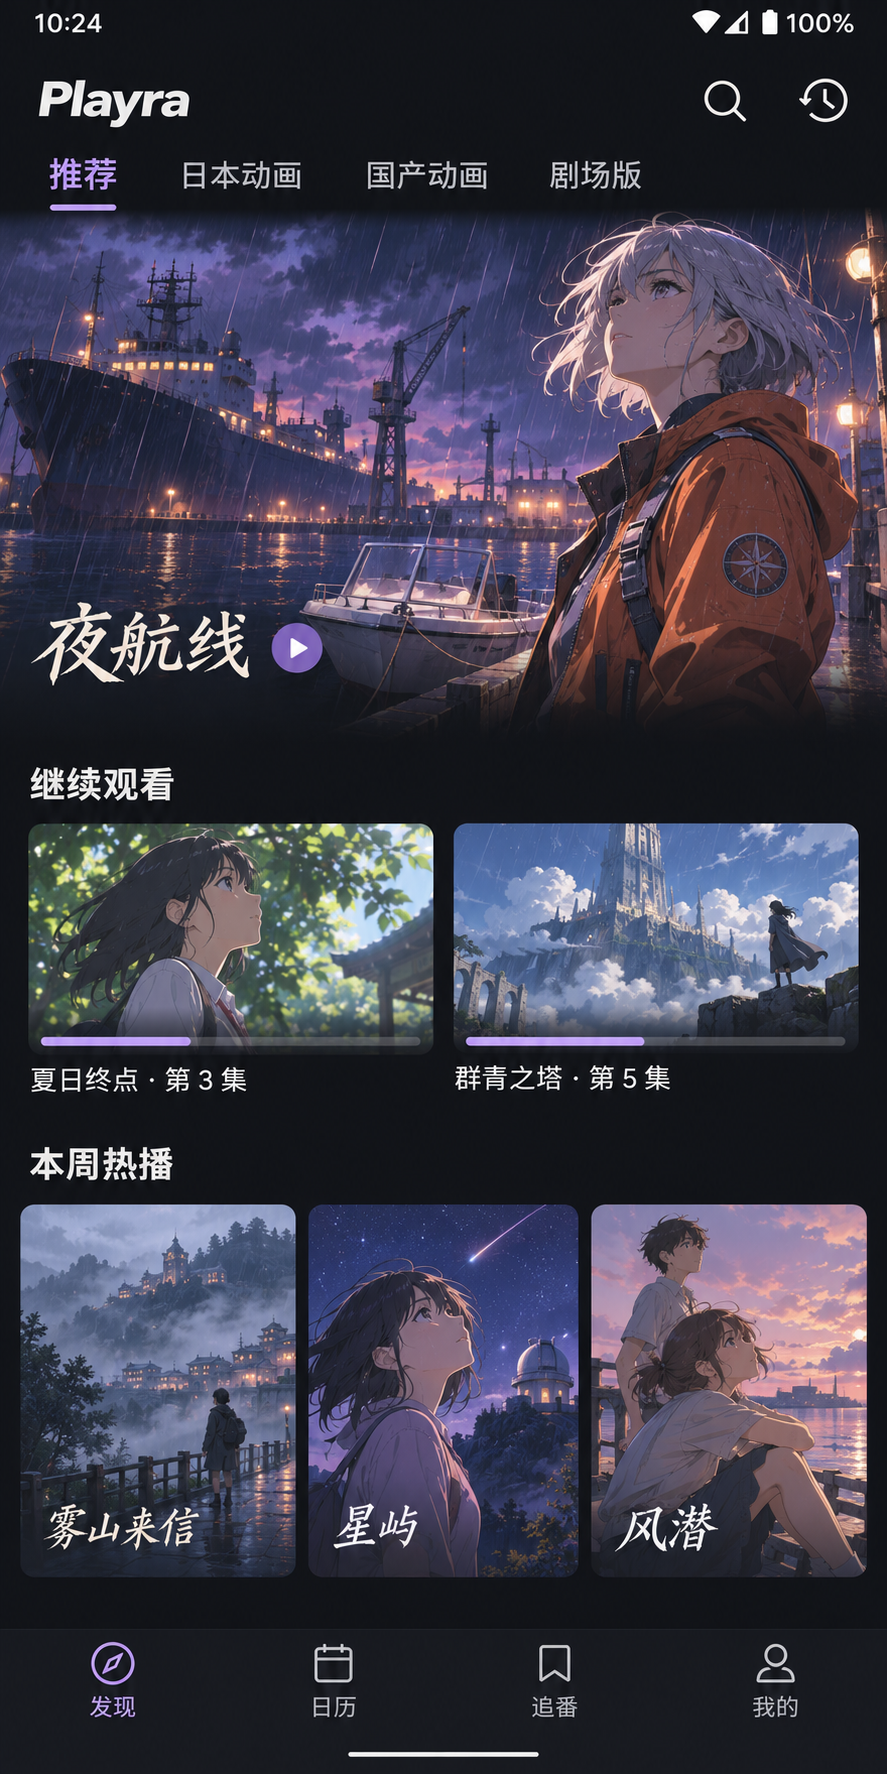 10:24 100%
Playra
推荐 日本动画 国产动画 剧场版
夜航线
继续观看
夏日终点 · 第 3 集 群青之塔 · 第 5 集
本周热播
雾山来信 星屿 风潜
发现 日历 追番 我的